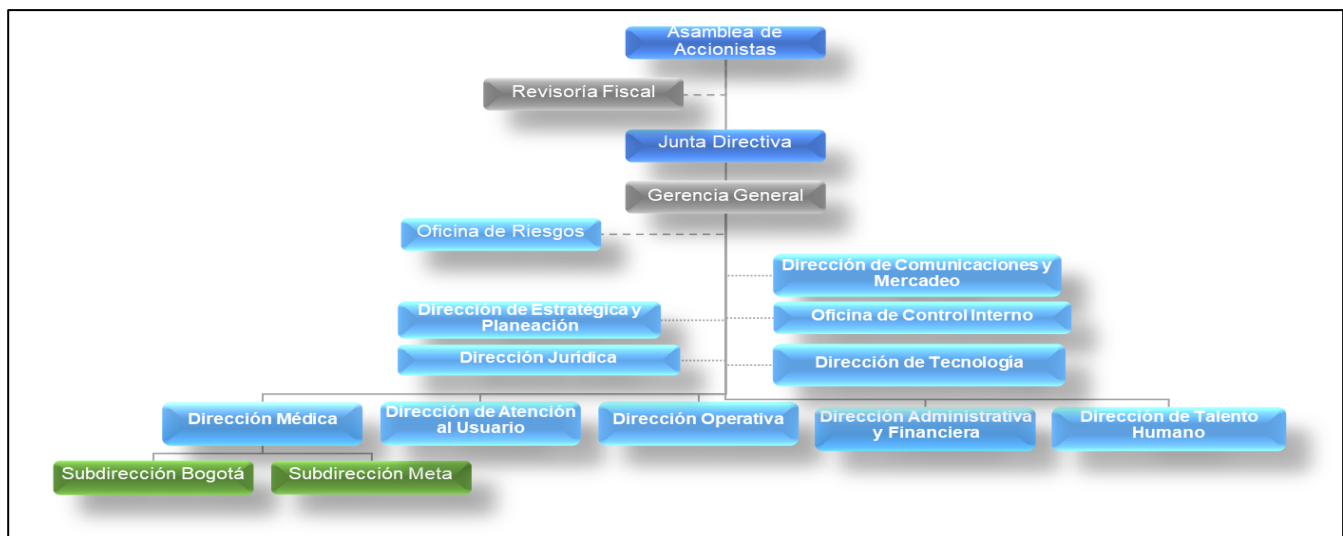 Asamblea de
Accionistas
Revisoría Fiscal
Junta Directiva
Gerencia General
Oficina de Riesgos
Dirección de Comunicaciones y
Mercadeo
Dirección de Estratégica y
Planeación
Oficina de Control Interno
Dirección Jurídica
Dirección de Tecnología
Dirección Médica
Dirección de Atención
al Usuario
Dirección Operativa
Dirección Administrativa
y Financiera
Dirección de Talento
Humano
Subdirección Bogotá
Subdirección Meta